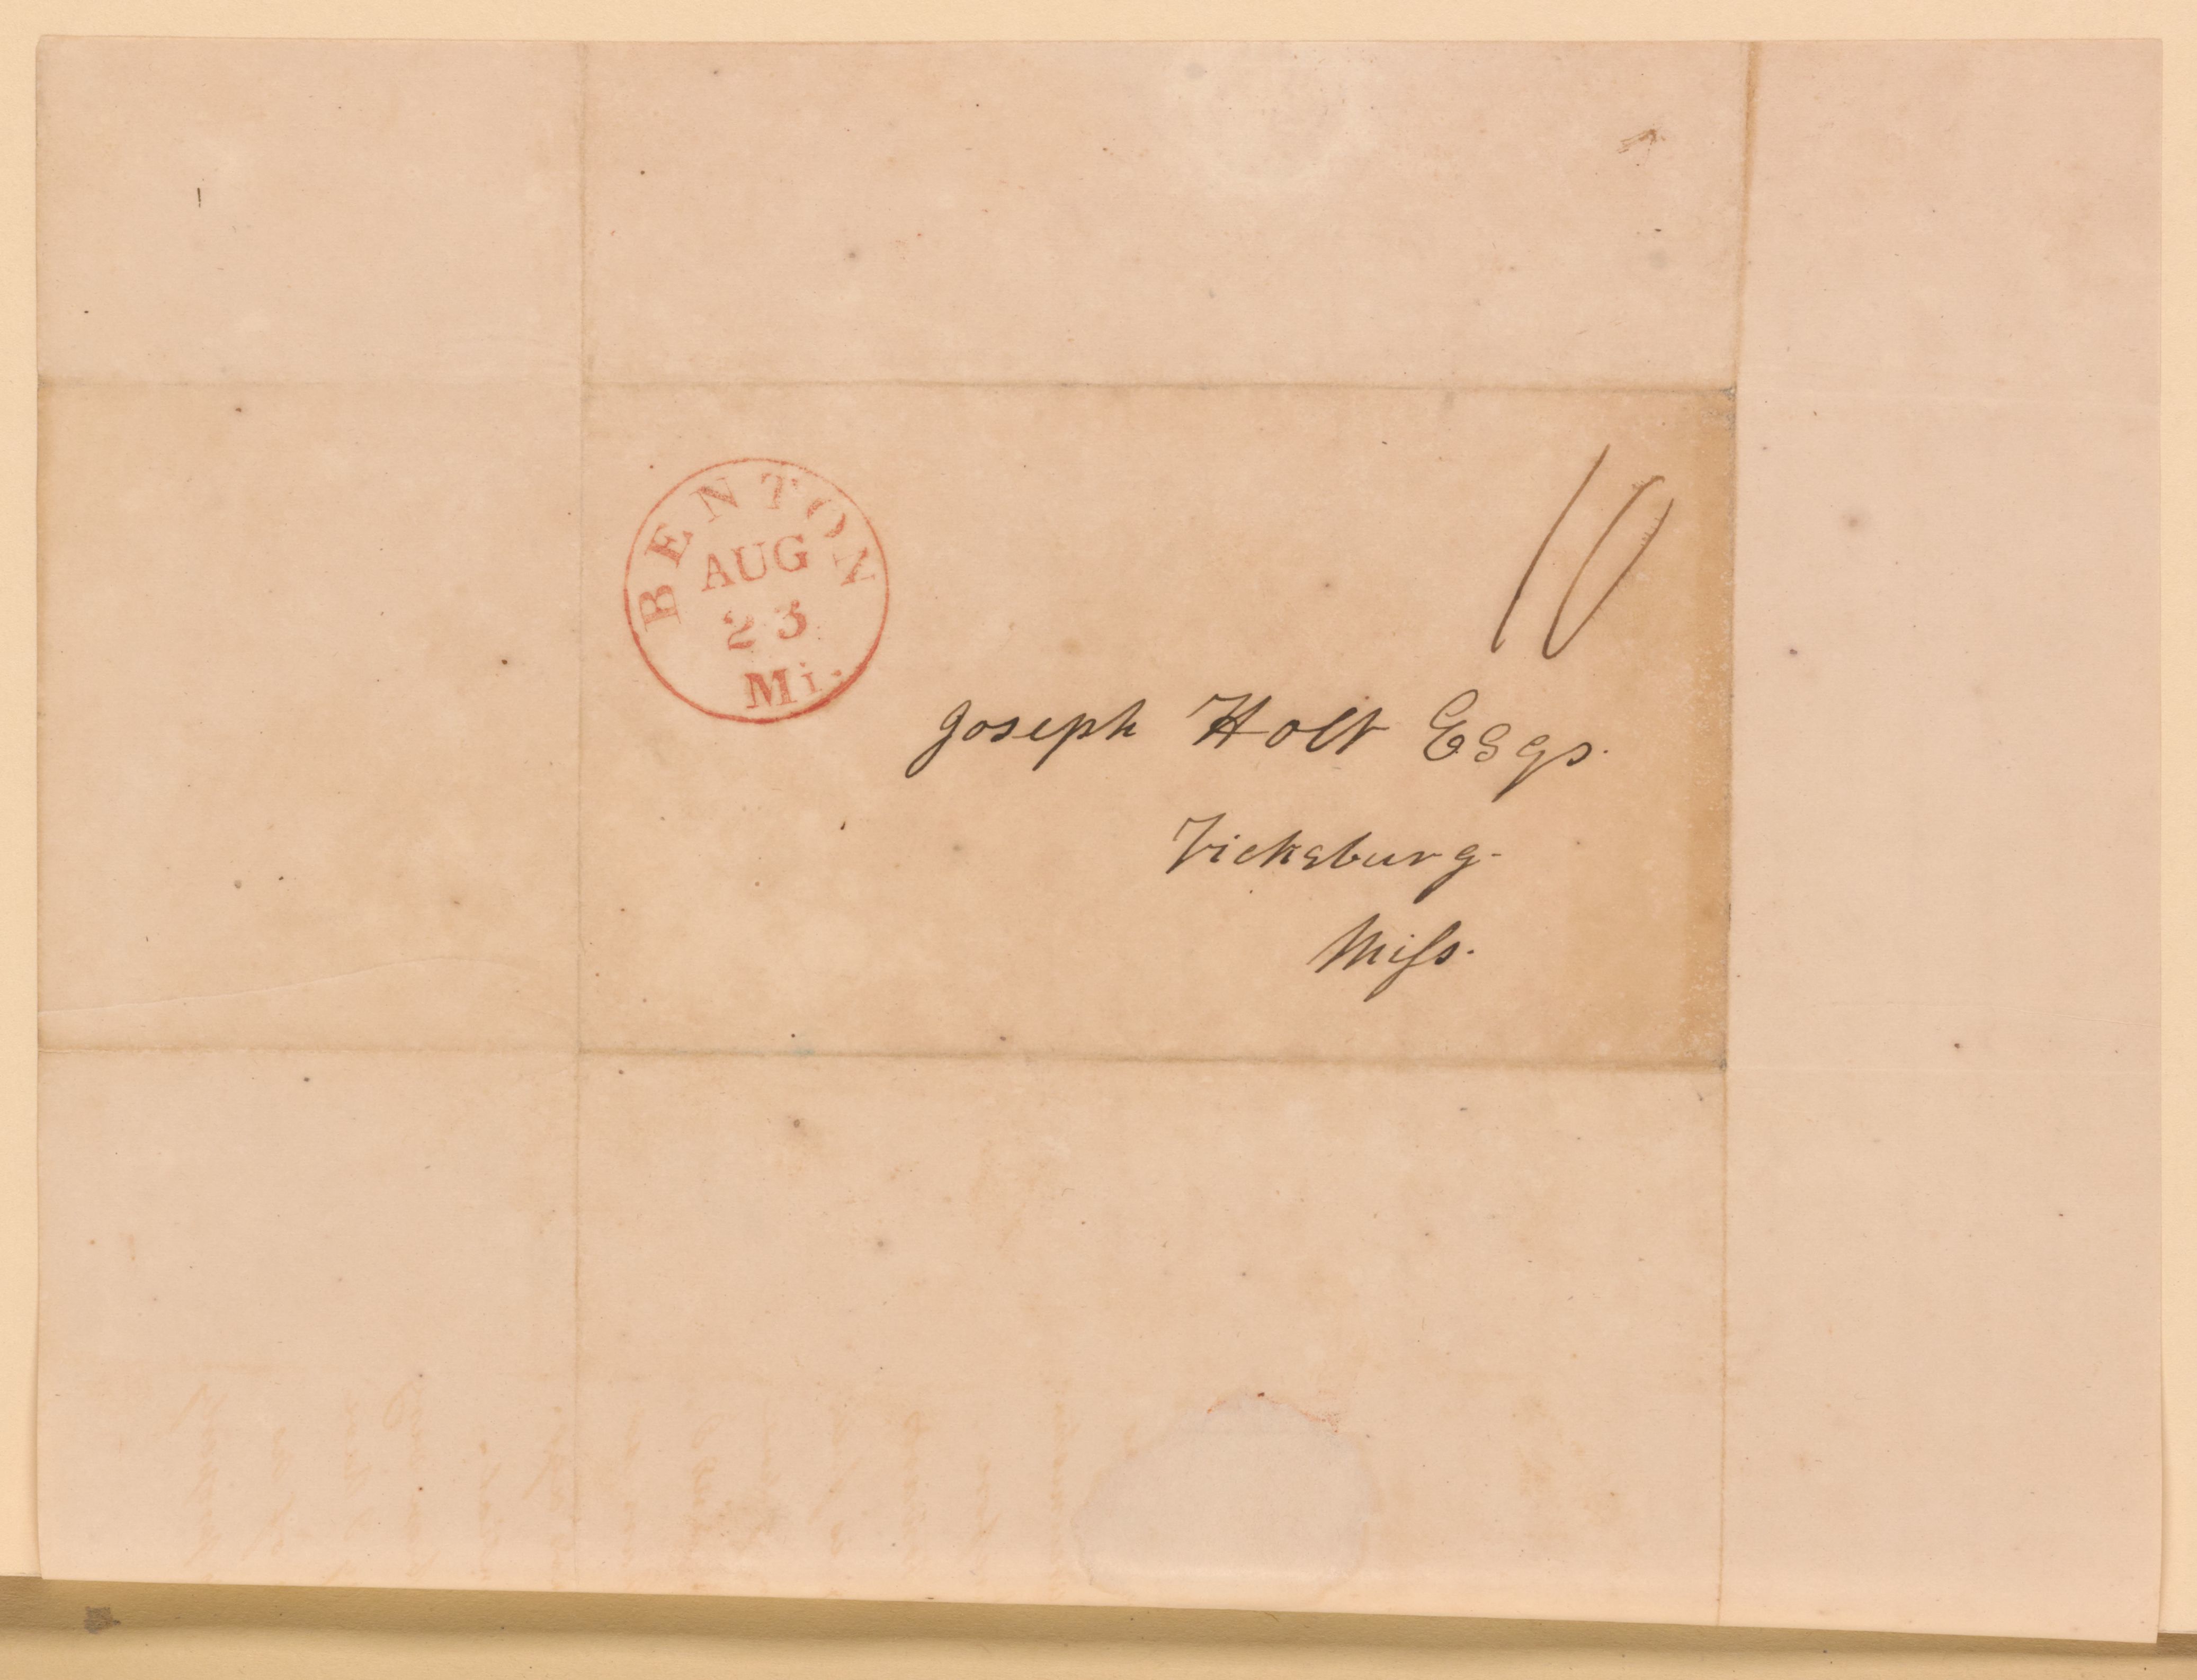 BENTON
AUG
23
Mi.
10
Joseph Holt Esqr.
Vicksburg.
Miſs.